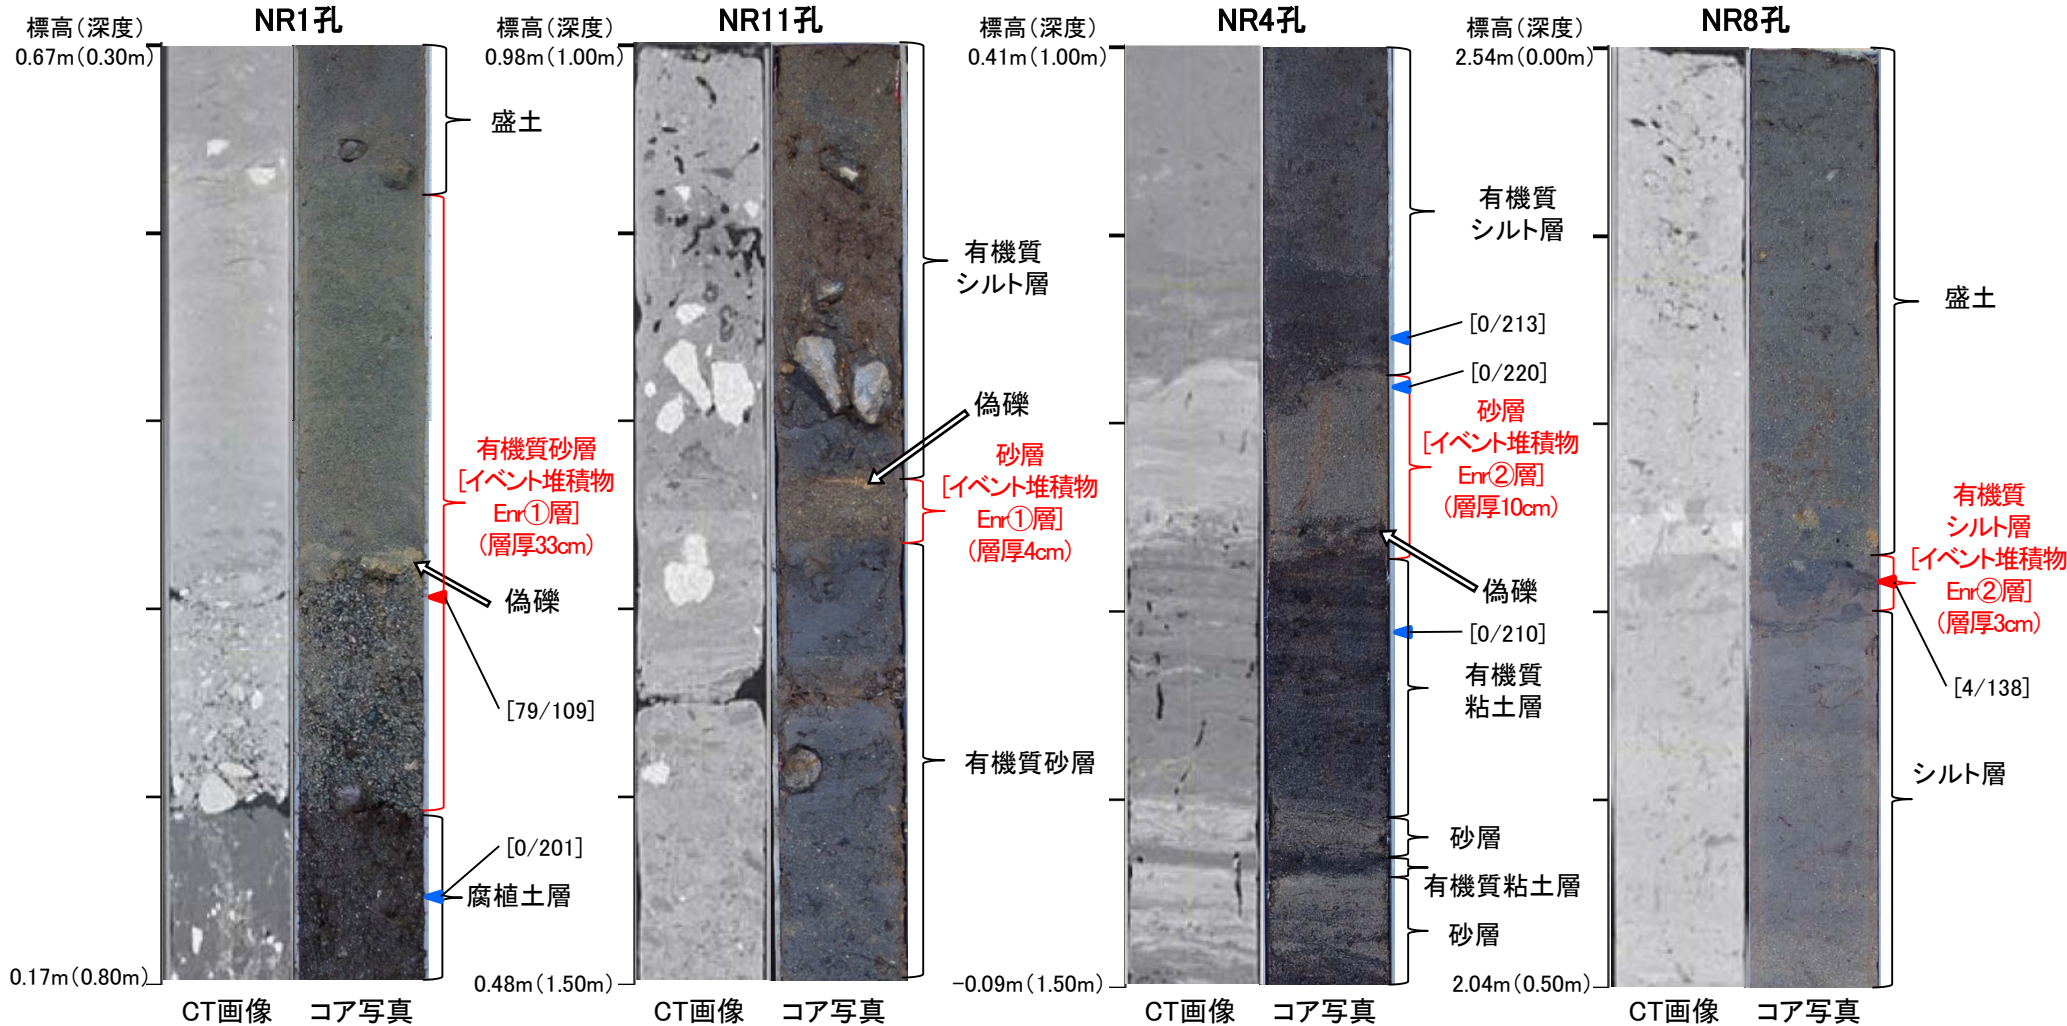 NR1孔
標高(深度)
0.67m(0.30m)
盛土
有機質砂層
[イベント堆積物
Enr①層]
(層厚33cm)
偽礫
[79/109]
[0/201]
腐植土層
0.17m(0.80m)
CT画像
コア写真
NR11孔
標高(深度)
0.98m(1.00m)
有機質
シルト層
偽礫
砂層
[イベント堆積物
Enr①層]
(層厚4cm)
有機質砂層
0.48m(1.50m)
CT画像
コア写真
NR4孔
標高(深度)
0.41m(1.00m)
有機質
シルト層
[0/213]
[0/220]
砂層
[イベント堆積物
Enr②層]
(層厚10cm)
偽礫
[0/210]
有機質
粘土層
砂層
有機質粘土層
砂層
-0.09m(1.50m)
CT画像
コア写真
NR8孔
標高(深度)
2.54m(0.00m)
盛土
有機質
シルト層
[イベント堆積物
Enr②層]
(層厚3cm)
[4/138]
シルト層
2.04m(0.50m)
CT画像
コア写真